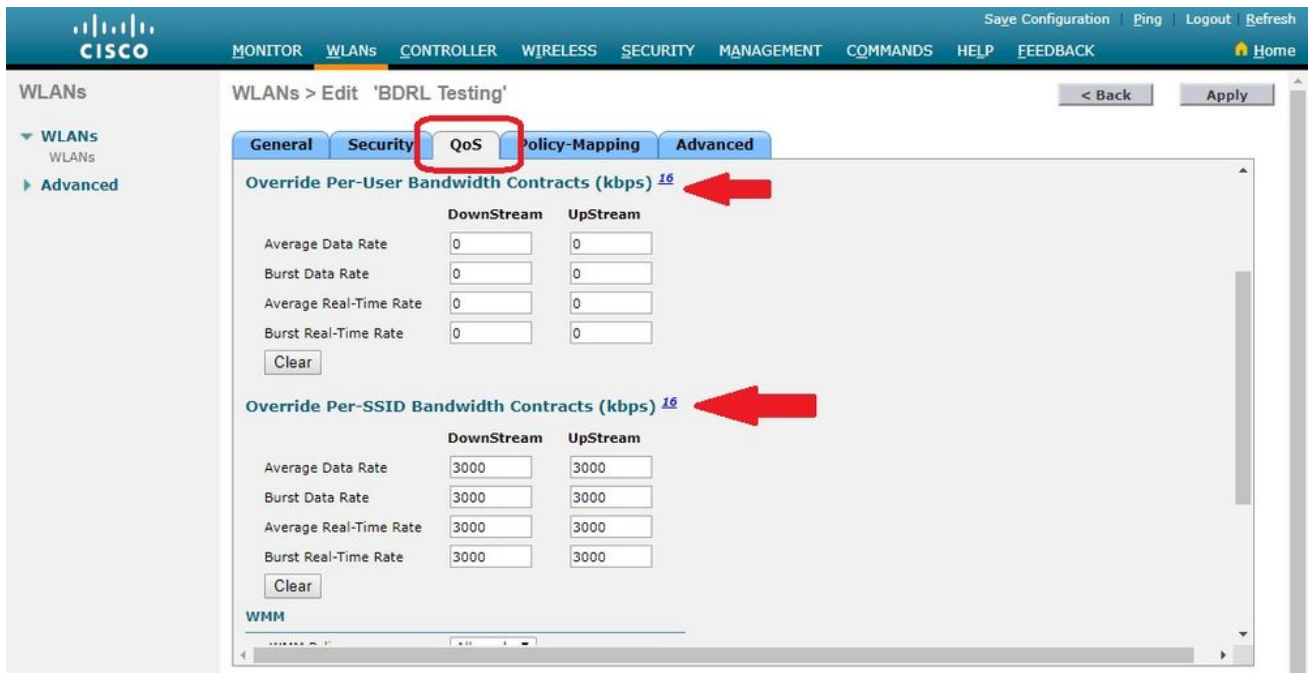 Save Configuration Ping Logout Refresh
CISCO MONITOR WLANs CONTROLLER WIRELESS SECURITY MANAGEMENT COMMANDS HELP FEEDBACK Home
WLANs
WLANs > Edit 'BDRL Testing'
< Back Apply
WLANs
WLANs
Advanced
General Security QoS Policy-Mapping Advanced
Override Per-User Bandwidth Contracts (kbps) 16
DownStream UpStream
Average Data Rate 0 0
Burst Data Rate 0 0
Average Real-Time Rate 0 0
Burst Real-Time Rate 0 0
Clear
Override Per-SSID Bandwidth Contracts (kbps) 16
DownStream UpStream
Average Data Rate 3000 3000
Burst Data Rate 3000 3000
Average Real-Time Rate 3000 3000
Burst Real-Time Rate 3000 3000
Clear
WMM